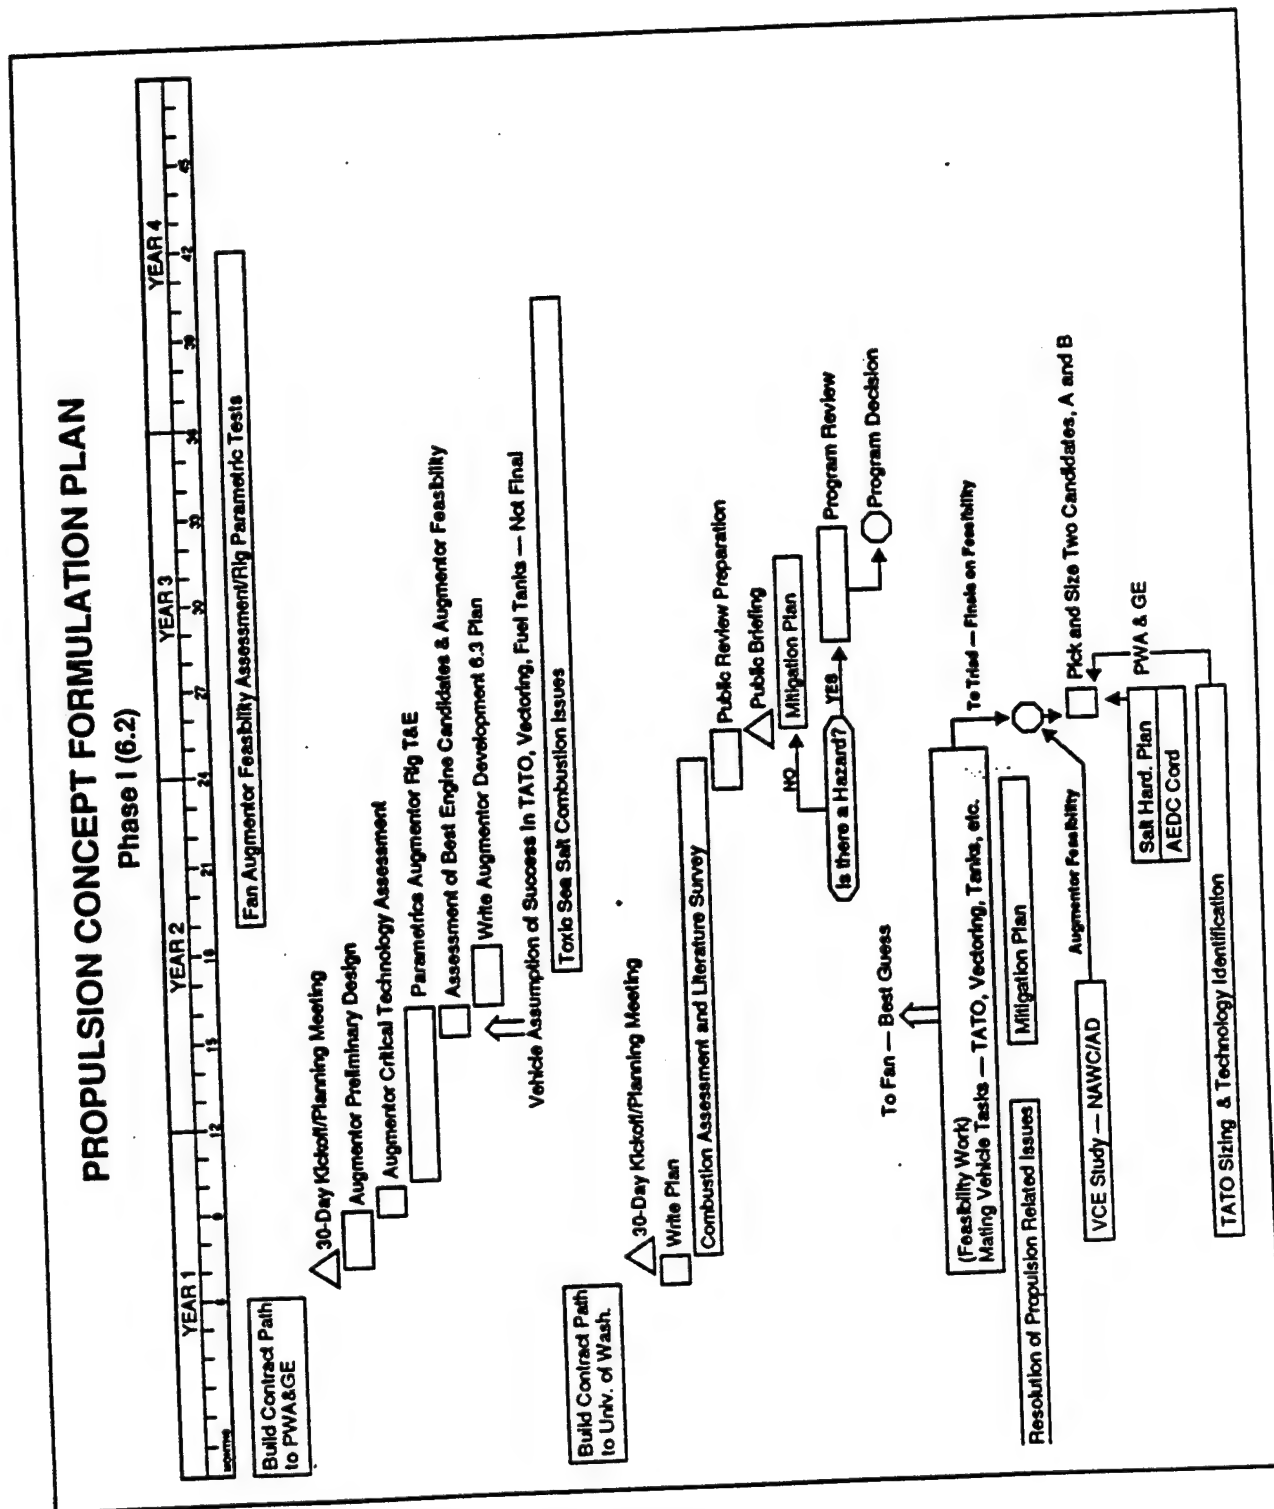 PROPULSION CONCEPT FORMULATION PLAN
Phase I (6.2)
YEAR 1
YEAR 2
YEAR 3
YEAR 4
MONTHS
6
9
12
15
18
21
24
27
30
33
36
39
42
45
Build Contract Path
to PWA&GE
Fan Augmentor Feasibility Assessment/Rig Parametric Tests
30-Day Kickoff/Planning Meeting
Augmentor Preliminary Design
Augmentor Critical Technology Assessment
Parametrics Augmentor Rig T&E
Assessment of Best Engine Candidates & Augmentor Feasibility
Write Augmentor Development 6.3 Plan
Vehicle Assumption of Success In TATO, Vectoring, Fuel Tanks — Not Final
Toxic Sea Salt Combustion Issues
Build Contract Path
to Univ. of Wash.
30-Day Kickoff/Planning Meeting
Write Plan
Combustion Assessment and Literature Survey
Public Review Preparation
Public Briefing
Mitigation Plan
NO
Is there a Hazard?
YES
Program Review
Program Decision
To Fan — Best Guess
(Feasibility Work)
Mating Vehicle Tasks — TATO, Vectoring, Tanks, etc.
To Triad — Finals on Feasibility
Resolution of Propulsion Related Issues
Mitigation Plan
Augmentor Feasibility
VCE Study — NAWC/AD
Pick and Size Two Candidates, A and B
Salt Hard. Plan
AEDC Cord
PWA & GE
TATO Sizing & Technology Identification